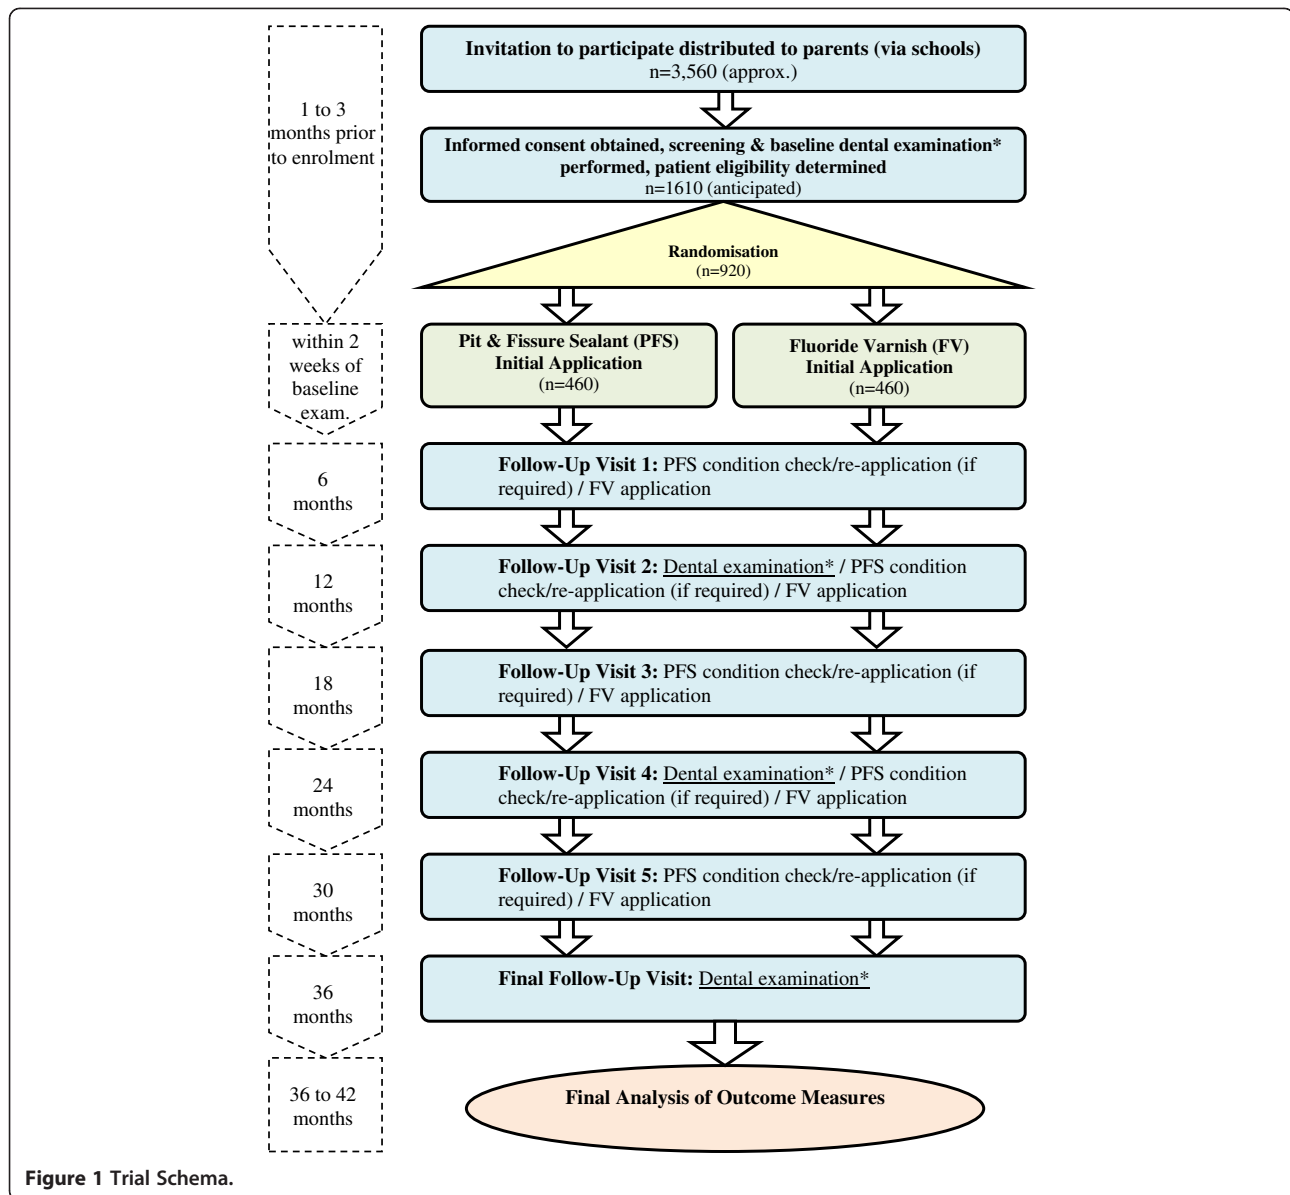 Invitation to participate distributed to parents (via schools)
n=3,560 (approx.)
1 to 3
months prior
to enrolment
Informed consent obtained, screening & baseline dental examination*
performed, patient eligibility determined
n=1610 (anticipated)
Randomisation
(n=920)
within 2
weeks of
baseline
exam.
Pit & Fissure Sealant (PFS)
Initial Application
(n=460)
Fluoride Varnish (FV)
Initial Application
(n=460)
6
months
Follow-Up Visit 1: PFS condition check/re-application (if
required) / FV application
12
months
Follow-Up Visit 2: Dental examination* / PFS condition
check/re-application (if required) / FV application
18
months
Follow-Up Visit 3: PFS condition check/re-application (if
required) / FV application
24
months
Follow-Up Visit 4: Dental examination* / PFS condition
check/re-application (if required) / FV application
30
months
Follow-Up Visit 5: PFS condition check/re-application (if
required) / FV application
36
months
Final Follow-Up Visit: Dental examination*
36 to 42
months
Final Analysis of Outcome Measures
Figure 1 Trial Schema.